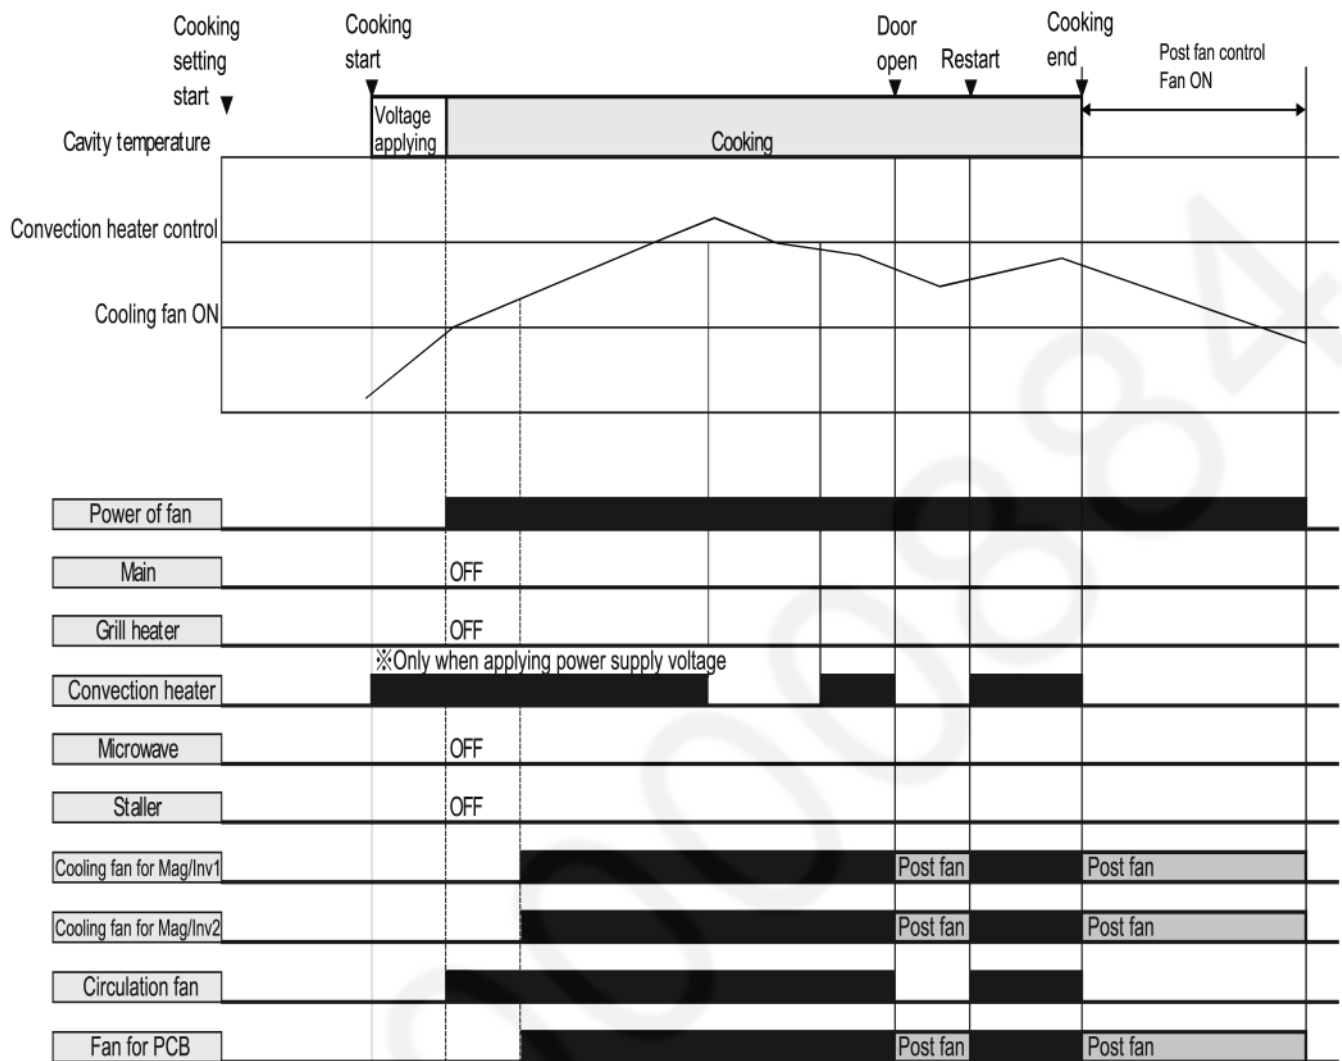 Cooking
setting
start
Cooking
start
Door
open
Restart
Cooking
end
Post fan control
Fan ON
Voltage
applying
Cooking
Cavity temperature
Convection heater control
Cooling fan ON
Power of fan
Main
OFF
Grill heater
OFF
※Only when applying power supply voltage
Convection heater
Microwave
OFF
Staller
OFF
Cooling fan for Mag/Inv1
Post fan
Post fan
Cooling fan for Mag/Inv2
Post fan
Post fan
Circulation fan
Fan for PCB
Post fan
Post fan
0000884